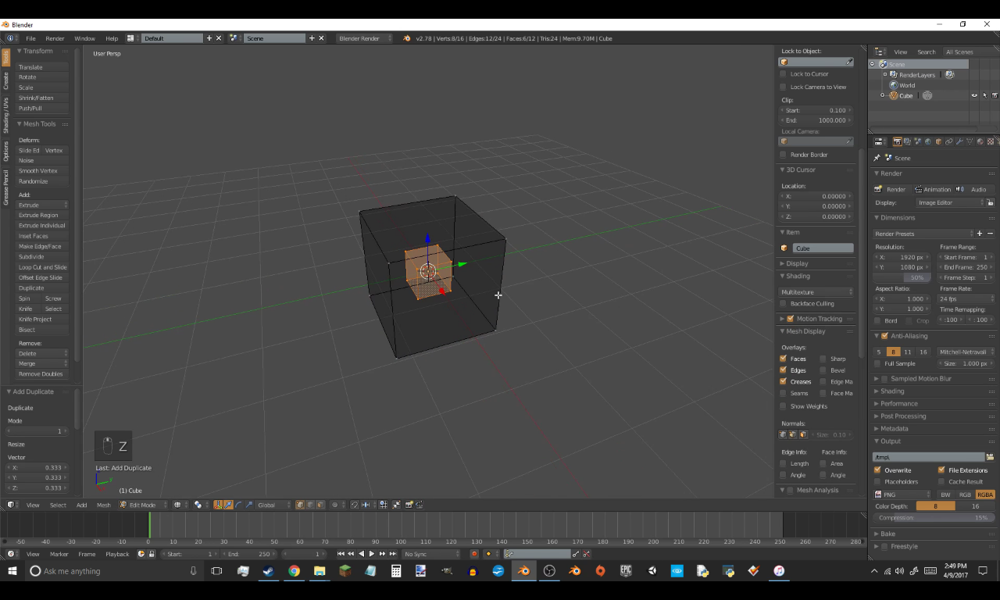 Blender
File Render Window Help Default Scene Blender Render v2.78 | Verts:8/16 | Edges:12/24 | Faces:6/12 | Tris:24 | Mem:9.70M | Cube
Tools
Create
Shading / UVs
Options
Grease Pencil
Transform
Translate
Rotate
Scale
Shrink/Fatten
Push/Pull
Mesh Tools
Deform:
Slide Ed Vertex
Noise
Smooth Vertex
Randomize
Add:
Extrude
Extrude Region
Extrude Individual
Inset Faces
Make Edge/Face
Subdivide
Loop Cut and Slide
Offset Edge Slide
Duplicate
Spin Screw
Knife Select
Knife Project
Bisect
Remove:
Delete
Merge
Remove Doubles
Add Duplicate
Duplicate
Mode
1
Resize
Vector
X: 0.333
Y: 0.333
Z: 0.333
User Persp
Z
Last: Add Duplicate
z
y
(1) Cube
Lock to Object:
Lock to Cursor
Lock Camera to View
Clip:
Start: 0.100
End: 1000.000
Local Camera:
Render Border
3D Cursor
Location:
X: 0.00000
Y: 0.00000
Z: 0.00000
Item
Cube
Display
Shading
Multitexture
Backface Culling
Motion Tracking
Mesh Display
Overlays:
Faces Sharp
Edges Bevel
Creases Edge Ma
Seams Face Ma
Show Weights
Normals:
Size: 0.10
Edge Info: Face Info:
Length Area
Angle Angle
Mesh Analysis
View Search All Scenes
Scene
RenderLayers
World
Cube
Scene
Render
Render Animation Audio
Display: Image Editor
Dimensions
Render Presets
Resolution: Frame Range:
X: 1920 px Start Frame: 1
Y: 1080 px End Frame: 250
50% Frame Step: 1
Aspect Ratio: Frame Rate:
X: 1.000 24 fps
Y: 1.000 Time Remapping:
Bord Crop :100 : 100
Anti-Aliasing
5 8 11 16 Mitchell-Netravali
Full Sample Size: 1.000 px
Sampled Motion Blur
Shading
Performance
Post Processing
Metadata
Output
/tmp\
Overwrite File Extensions
Placeholders Cache Result
PNG BW RGB RGBA
Color Depth: 8 16
Compression: 15%
Bake
Freestyle
View Select Add Mesh Edit Mode Global
-50 -40 -30 -20 -10 0 10 20 30 40 50 60 70 80 90 100 110 120 130 140 150 160 170 180 190 200 210 220 230 240 250 260 270 280
View Marker Frame Playback Start: 1 End: 250 1 No Sync
Ask me anything
EPIC
GAMES
2:49 PM
4/9/2017